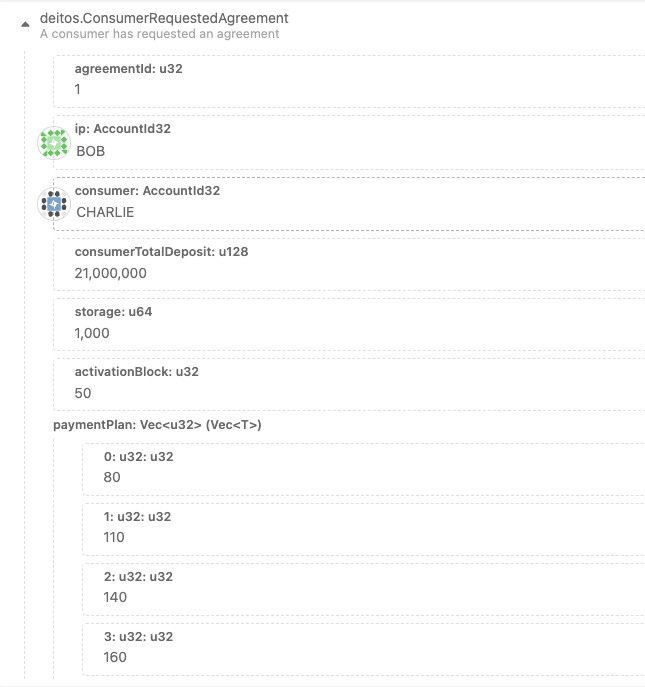 deitos.ConsumerRequestedAgreement
A consumer has requested an agreement
agreementId: u32
1
ip: AccountId32
BOB
consumer: AccountId32
CHARLIE
consumerTotalDeposit: u128
21,000,000
storage: u64
1,000
activationBlock: u32
50
paymentPlan: Vec<u32> (Vec<T>)
0: u32: u32
80
1: u32: u32
110
2: u32: u32
140
3: u32: u32
160